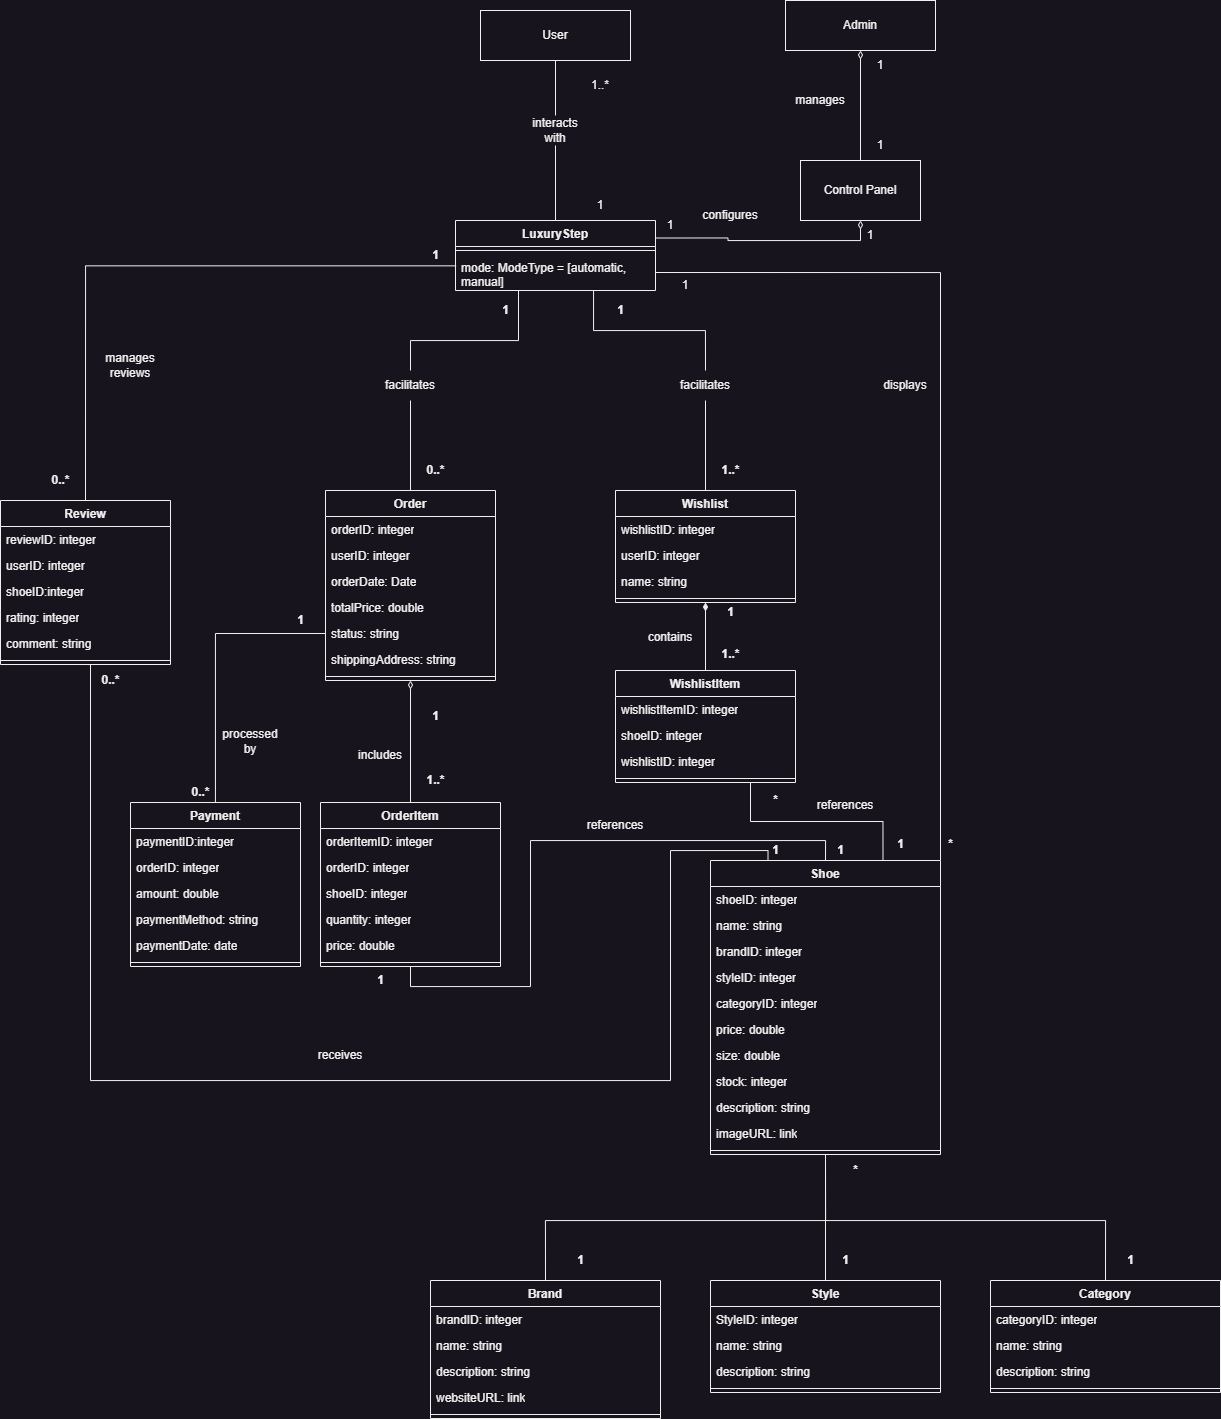 User
Admin
1..*
1
manages
interacts
with
1
Control Panel
1
configures
1
1
LuxuryStep
mode: ModeType = [automatic,
manual]
1
1
1
1
manages
reviews
facilitates
facilitates
displays
0..*
0..*
1..*
Review
reviewID: integer
userID: integer
shoeID:integer
rating: integer
comment: string
0..*
Order
orderID: integer
userID: integer
orderDate: Date
totalPrice: double
status: string
shippingAddress: string
1
Wishlist
wishlistID: integer
userID: integer
name: string
1
contains
1..*
WishlistItem
wishlistItemID: integer
shoeID: integer
wishlistID: integer
*
references
1
*
processed
by
0..*
1
includes
1..*
Payment
paymentID:integer
orderID: integer
amount: double
paymentMethod: string
paymentDate: date
OrderItem
orderItemID: integer
orderID: integer
shoeID: integer
quantity: integer
price: double
1
references
1
1
receives
Shoe
shoeID: integer
name: string
brandID: integer
styleID: integer
categoryID: integer
price: double
size: double
stock: integer
description: string
imageURL: link
*
1
1
1
Brand
brandID: integer
name: string
description: string
websiteURL: link
Style
StyleID: integer
name: string
description: string
Category
categoryID: integer
name: string
description: string